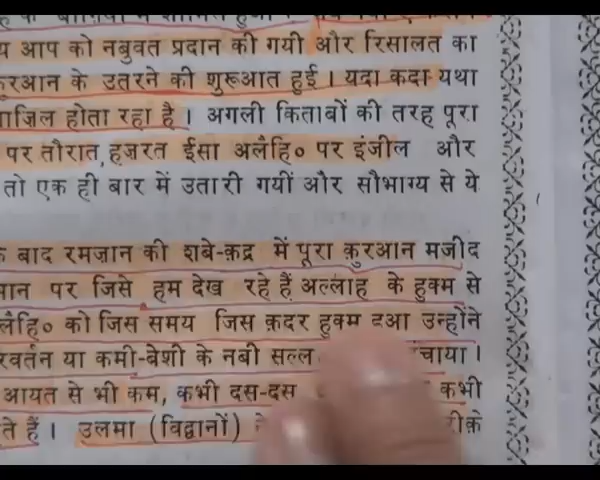 य आप को नबुवत प्रदान की गयी और रिसालत का
क़ुरआन के उतरने की शुरूआत हुई । यदा कदा यथा
नाज़िल होता रहा है । अगली किताबों की तरह पूरा
पर तौरात, हज़रत ईसा अलैहि० पर इंजील और
तो एक ही बार में उतारी गयीं और सौभाग्य से ये
बाद रमज़ान की शबे-क़द्र में पूरा क़ुरआन मजीद
मान पर जिसे हम देख रहे हैं अल्लाह के हुक्म से
लैहि० को जिस समय जिस क़दर हुक्म हुआ उन्होंने
रिवर्तन या कमी-बेशी के नबी सल्ल
आयत से भी कम, कभी दस-दस कभी
ते हैं । उलमा (विद्वानों)